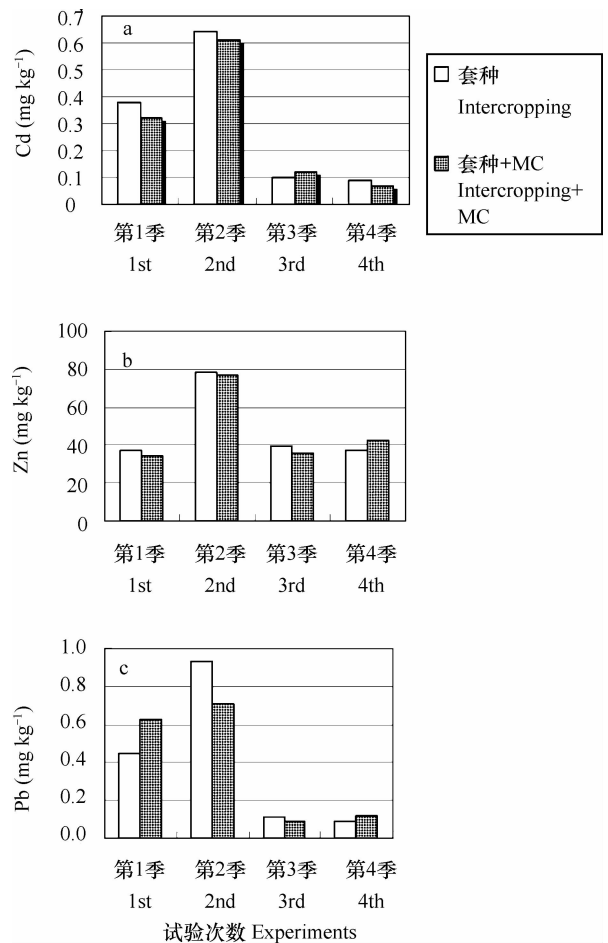 0.7
0.6
0.5
0.4
0.3
0.2
0.1
0
Cd (mg kg⁻¹)
a
第1季 第2季 第3季 第4季
1st 2nd 3rd 4th
套种
Intercropping
套种+MC
Intercropping+
MC
100
80
60
40
20
0
Zn (mg kg⁻¹)
b
第1季 第2季 第3季 第4季
1st 2nd 3rd 4th
1.0
0.8
0.6
0.4
0.2
0.0
Pb (mg kg⁻¹)
c
第1季 第2季 第3季 第4季
1st 2nd 3rd 4th
试验次数 Experiments